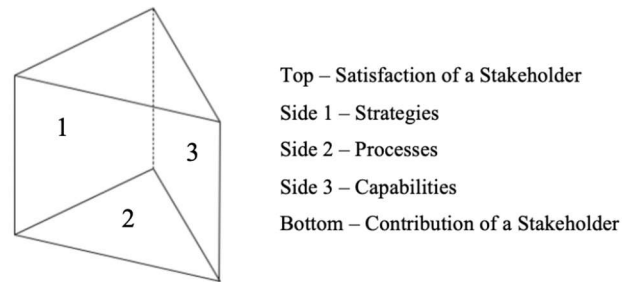 1
3
2
Top – Satisfaction of a Stakeholder
Side 1 – Strategies
Side 2 – Processes
Side 3 – Capabilities
Bottom – Contribution of a Stakeholder